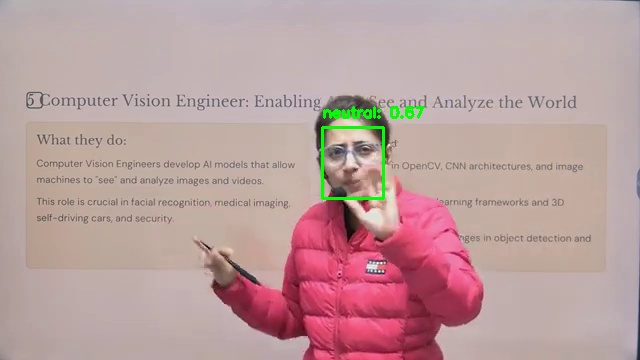 neutral: 0.67
5 Computer Vision Engineer: Enabling See and Analyze the World
What they do:
Computer Vision Engineers develop AI models that allow
machines to "see" and analyze images and videos.
This role is crucial in facial recognition, medical imaging,
self-driving cars, and security.
in OpenCV, CNN architectures, and image
learning frameworks and 3D
in object detection and
TOMMY
JEANS